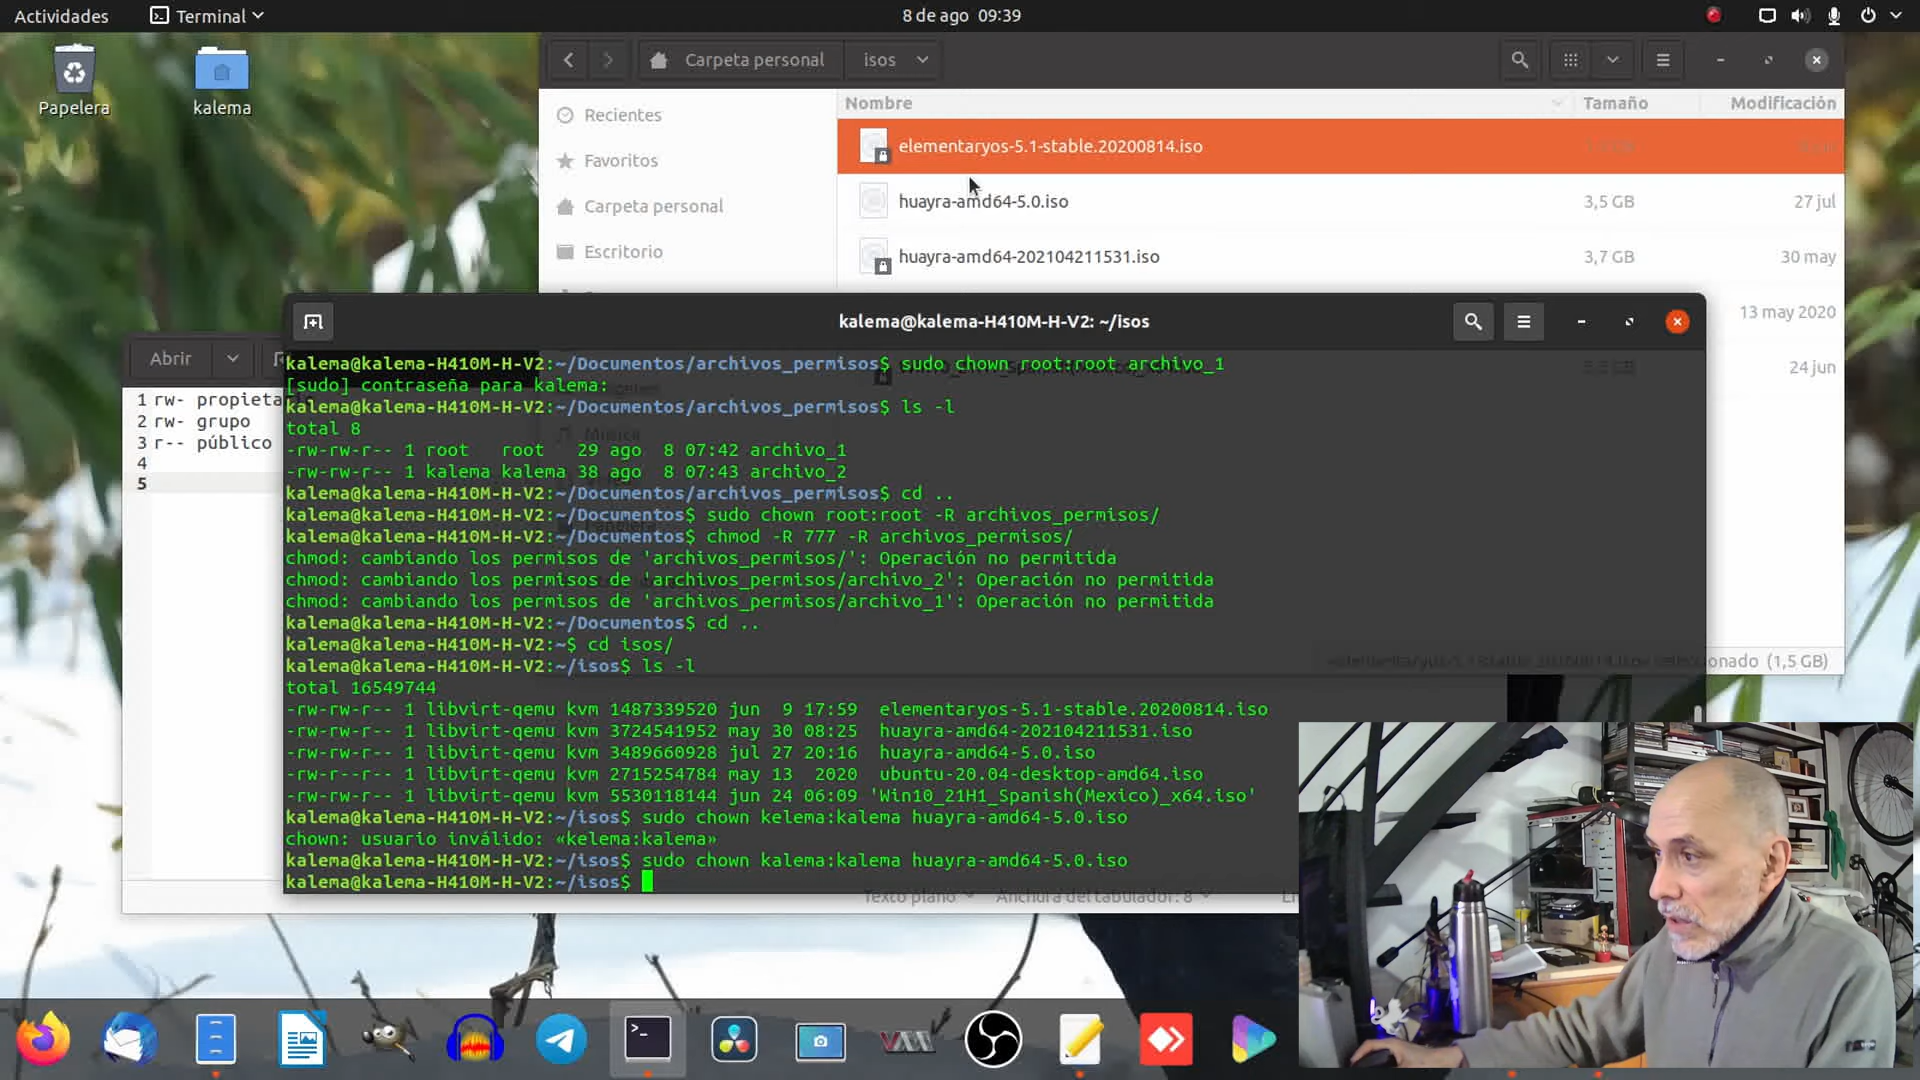 Actividades
Terminal
8 de ago 09:39
Papelera
kalema
Carpeta personal
isos
Recientes
Favoritos
Carpeta personal
Escritorio
Nombre
Tamaño
Modificación
elementaryos-5.1-stable.20200814.iso
huayra-amd64-5.0.iso
3,5 GB
27 jul
huayra-amd64-202104211531.iso
3,7 GB
30 may
13 may 2020
24 jun
Abrir
1 rw- propieta
2 rw- grupo
3 r-- público
4
5
kalema@kalema-H410M-H-V2: ~/isos
kalema@kalema-H410M-H-V2:~/Documentos/archivos_permisos$ sudo chown root:root archivo_1
[sudo] contraseña para kalema:
kalema@kalema-H410M-H-V2:~/Documentos/archivos_permisos$ ls -l
total 8
-rw-rw-r-- 1 root   root   29 ago  8 07:42 archivo_1
-rw-rw-r-- 1 kalema kalema 38 ago  8 07:43 archivo_2
kalema@kalema-H410M-H-V2:~/Documentos/archivos_permisos$ cd ..
kalema@kalema-H410M-H-V2:~/Documentos$ sudo chown root:root -R archivos_permisos/
kalema@kalema-H410M-H-V2:~/Documentos$ chmod -R 777 -R archivos_permisos/
chmod: cambiando los permisos de 'archivos_permisos/': Operación no permitida
chmod: cambiando los permisos de 'archivos_permisos/archivo_2': Operación no permitida
chmod: cambiando los permisos de 'archivos_permisos/archivo_1': Operación no permitida
kalema@kalema-H410M-H-V2:~/Documentos$ cd ..
kalema@kalema-H410M-H-V2:~$ cd isos/
kalema@kalema-H410M-H-V2:~/isos$ ls -l
total 16549744
-rw-rw-r-- 1 libvirt-qemu kvm 1487339520 jun  9 17:59  elementaryos-5.1-stable.20200814.iso
-rw-rw-r-- 1 libvirt-qemu kvm 3724541952 may 30 08:25  huayra-amd64-202104211531.iso
-rw-rw-r-- 1 libvirt-qemu kvm 3489660928 jul 27 20:16  huayra-amd64-5.0.iso
-rw-r--r-- 1 libvirt-qemu kvm 2715254784 may 13  2020  ubuntu-20.04-desktop-amd64.iso
-rw-rw-r-- 1 libvirt-qemu kvm 5530118144 jun 24 06:09 'Win10_21H1_Spanish(Mexico)_x64.iso'
kalema@kalema-H410M-H-V2:~/isos$ sudo chown kelema:kalema huayra-amd64-5.0.iso
chown: usuario inválido: «kelema:kalema»
kalema@kalema-H410M-H-V2:~/isos$ sudo chown kalema:kalema huayra-amd64-5.0.iso
kalema@kalema-H410M-H-V2:~/isos$
onado (1,5 GB)
Texto plano
Anchura del tabulador: 8